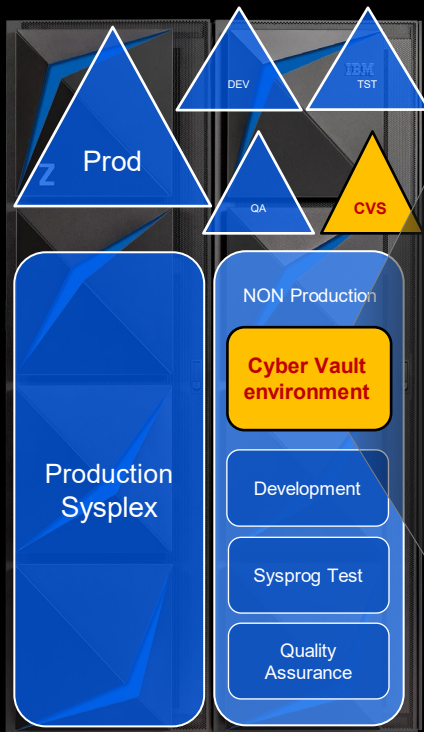 DEV
IBM
TST
Prod
Z
QA
CVS
NON Production
Cyber Vault
environment
Production
Sysplex
Development
Sysprog Test
Quality
Assurance